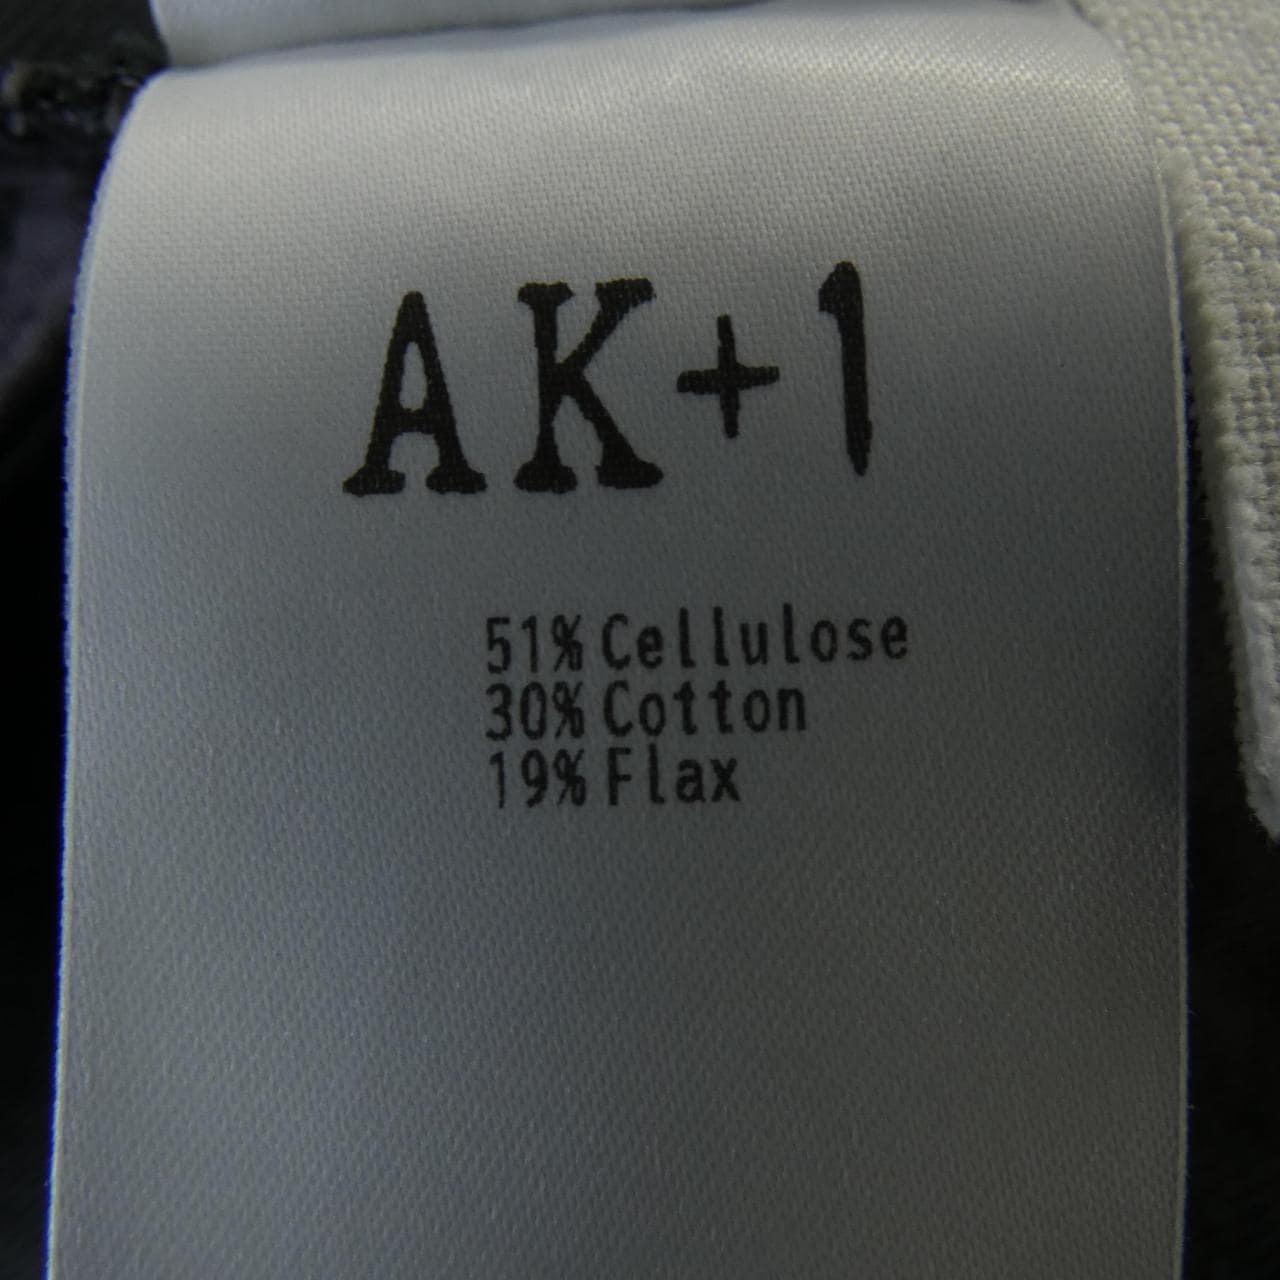 AK+1
51% Cellulose
30% Cotton
19% Flax